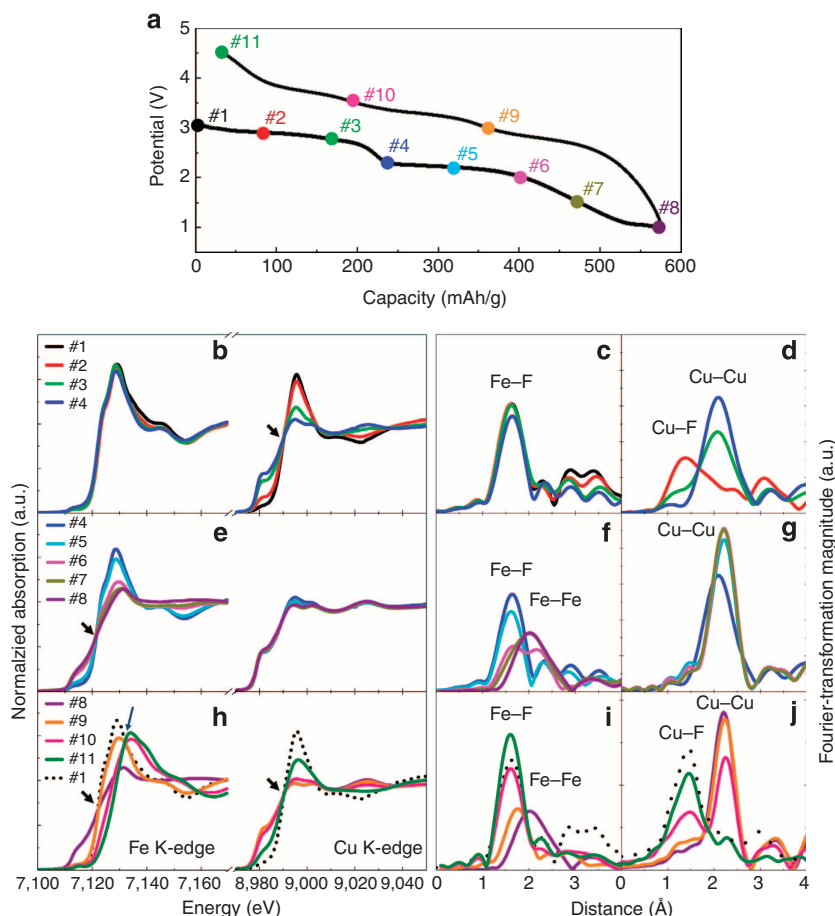 a
5
4
3
2
1
Potential (V)
#11
#10
#9
#1
#2
#3
#4
#5
#6
#7
#8
0 100 200 300 400 500 600
Capacity (mAh/g)
b
#1
#2
#3
#4
c
Fe–F
d
Cu–Cu
Cu–F
e
#4
#5
#6
#7
#8
f
Fe–F
Fe–Fe
g
Cu–Cu
h
#8
#9
#10
#11
#1
Fe K-edge
Cu K-edge
i
Fe–F
Fe–Fe
j
Cu–Cu
Cu–F
Normalzied absorption (a.u.)
Fourier-transformation magnitude (a.u.)
7,100 7,120 7,140 7,160 8,980 9,000 9,020 9,040
0 1 2 3 0 1 2 3 4
Energy (eV)
Distance (Å)